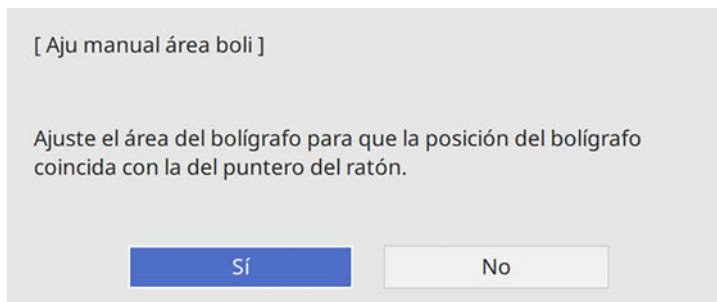 [ Aju manual área boli ]
Ajuste el área del bolígrafo para que la posición del bolígrafo
coincida con la del puntero del ratón.
Sí
No